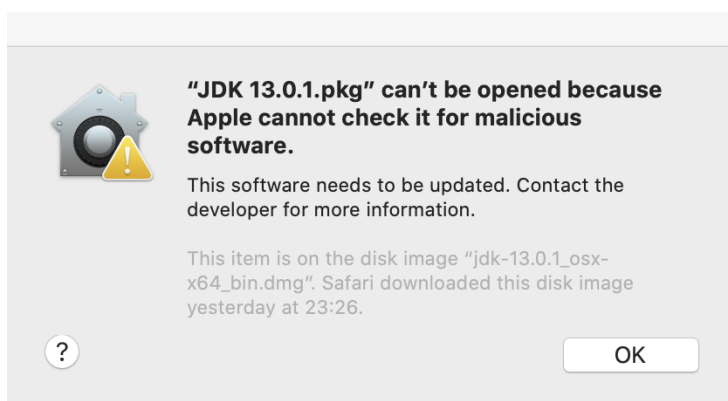 “JDK 13.0.1.pkg” can’t be opened because
Apple cannot check it for malicious
software.
This software needs to be updated. Contact the
developer for more information.
This item is on the disk image “jdk-13.0.1_osx-
x64_bin.dmg”. Safari downloaded this disk image
yesterday at 23:26.
?
OK